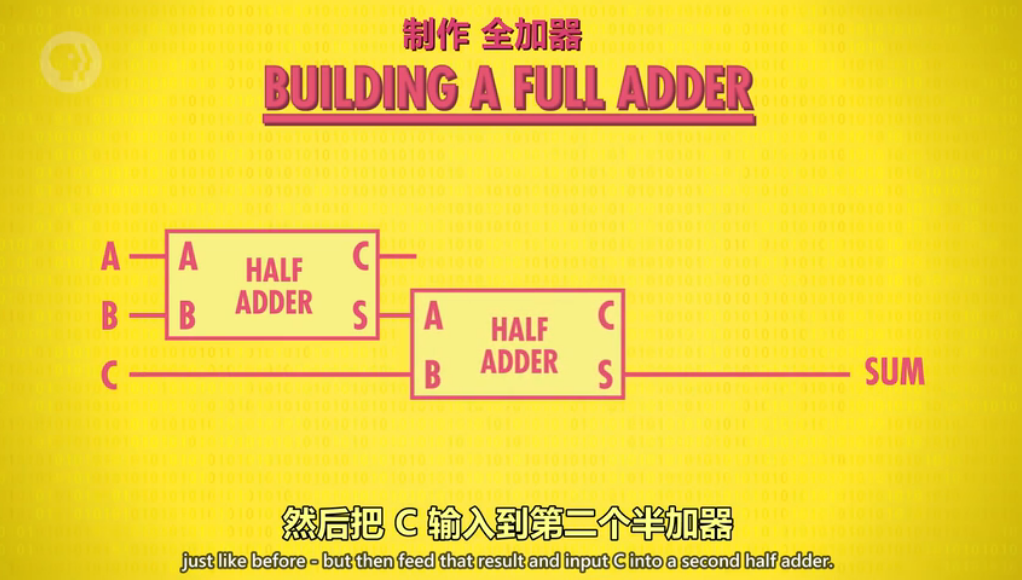 制作 全加器
BUILDING A FULL ADDER
A A HALF ADDER C
B B S A HALF ADDER C
C B S SUM
然后把 C 输入到第二个半加器
just like before - but then feed that result and input C into a second half adder.